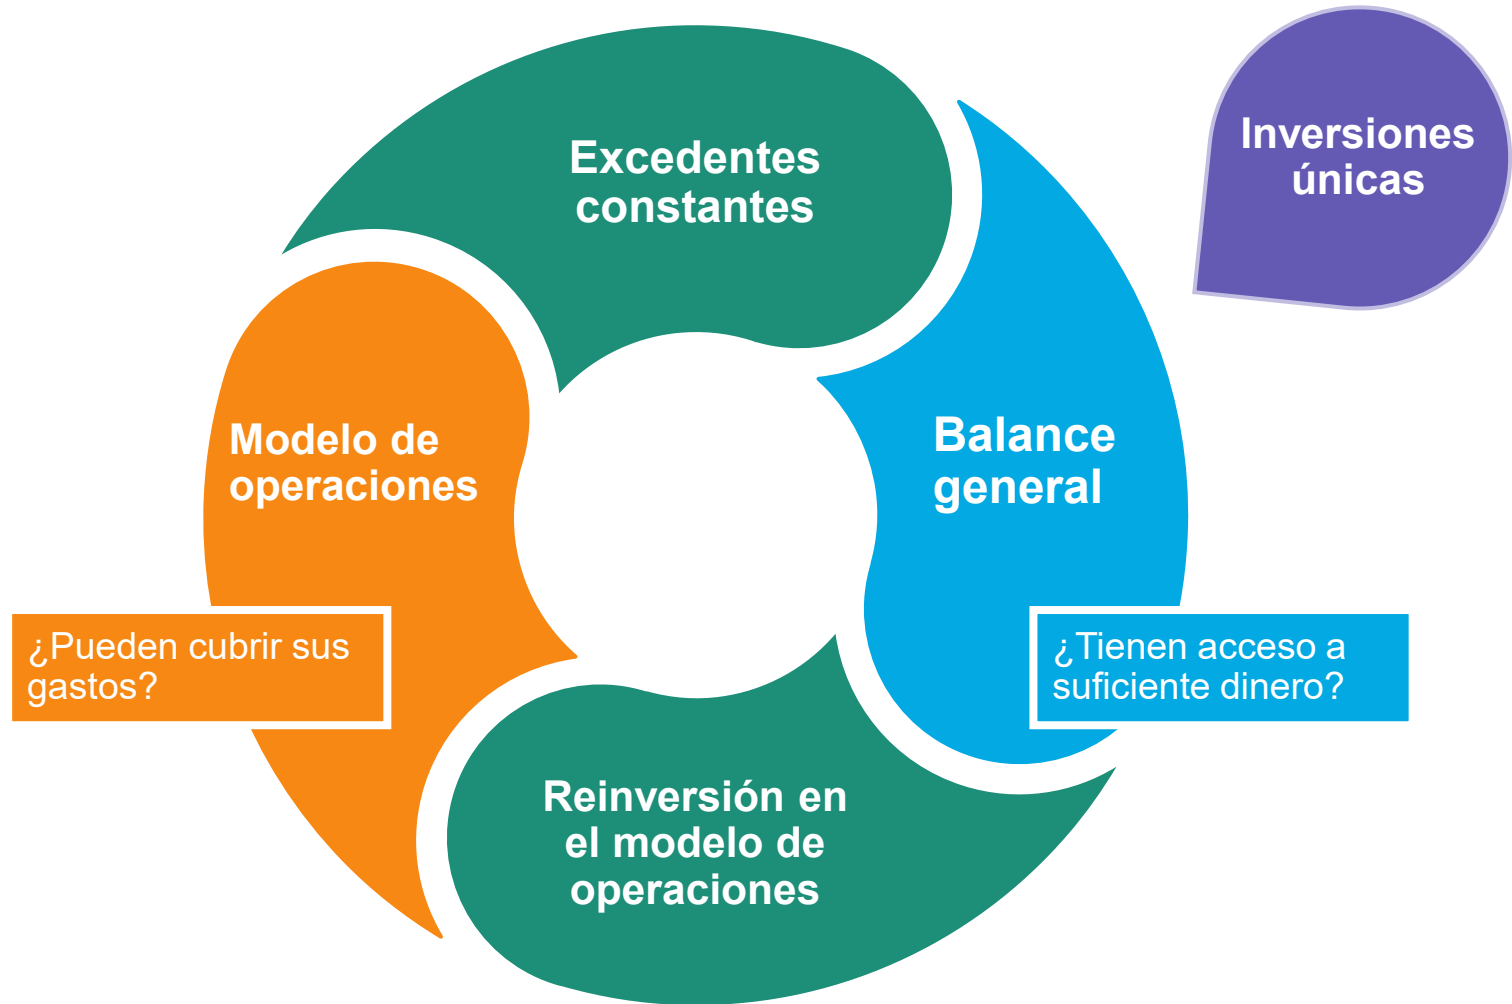 Excedentes
constantes
Inversiones
únicas
Modelo de
operaciones
Balance
general
¿Pueden cubrir sus
gastos?
¿Tienen acceso a
suficiente dinero?
Reinversión en
el modelo de
operaciones